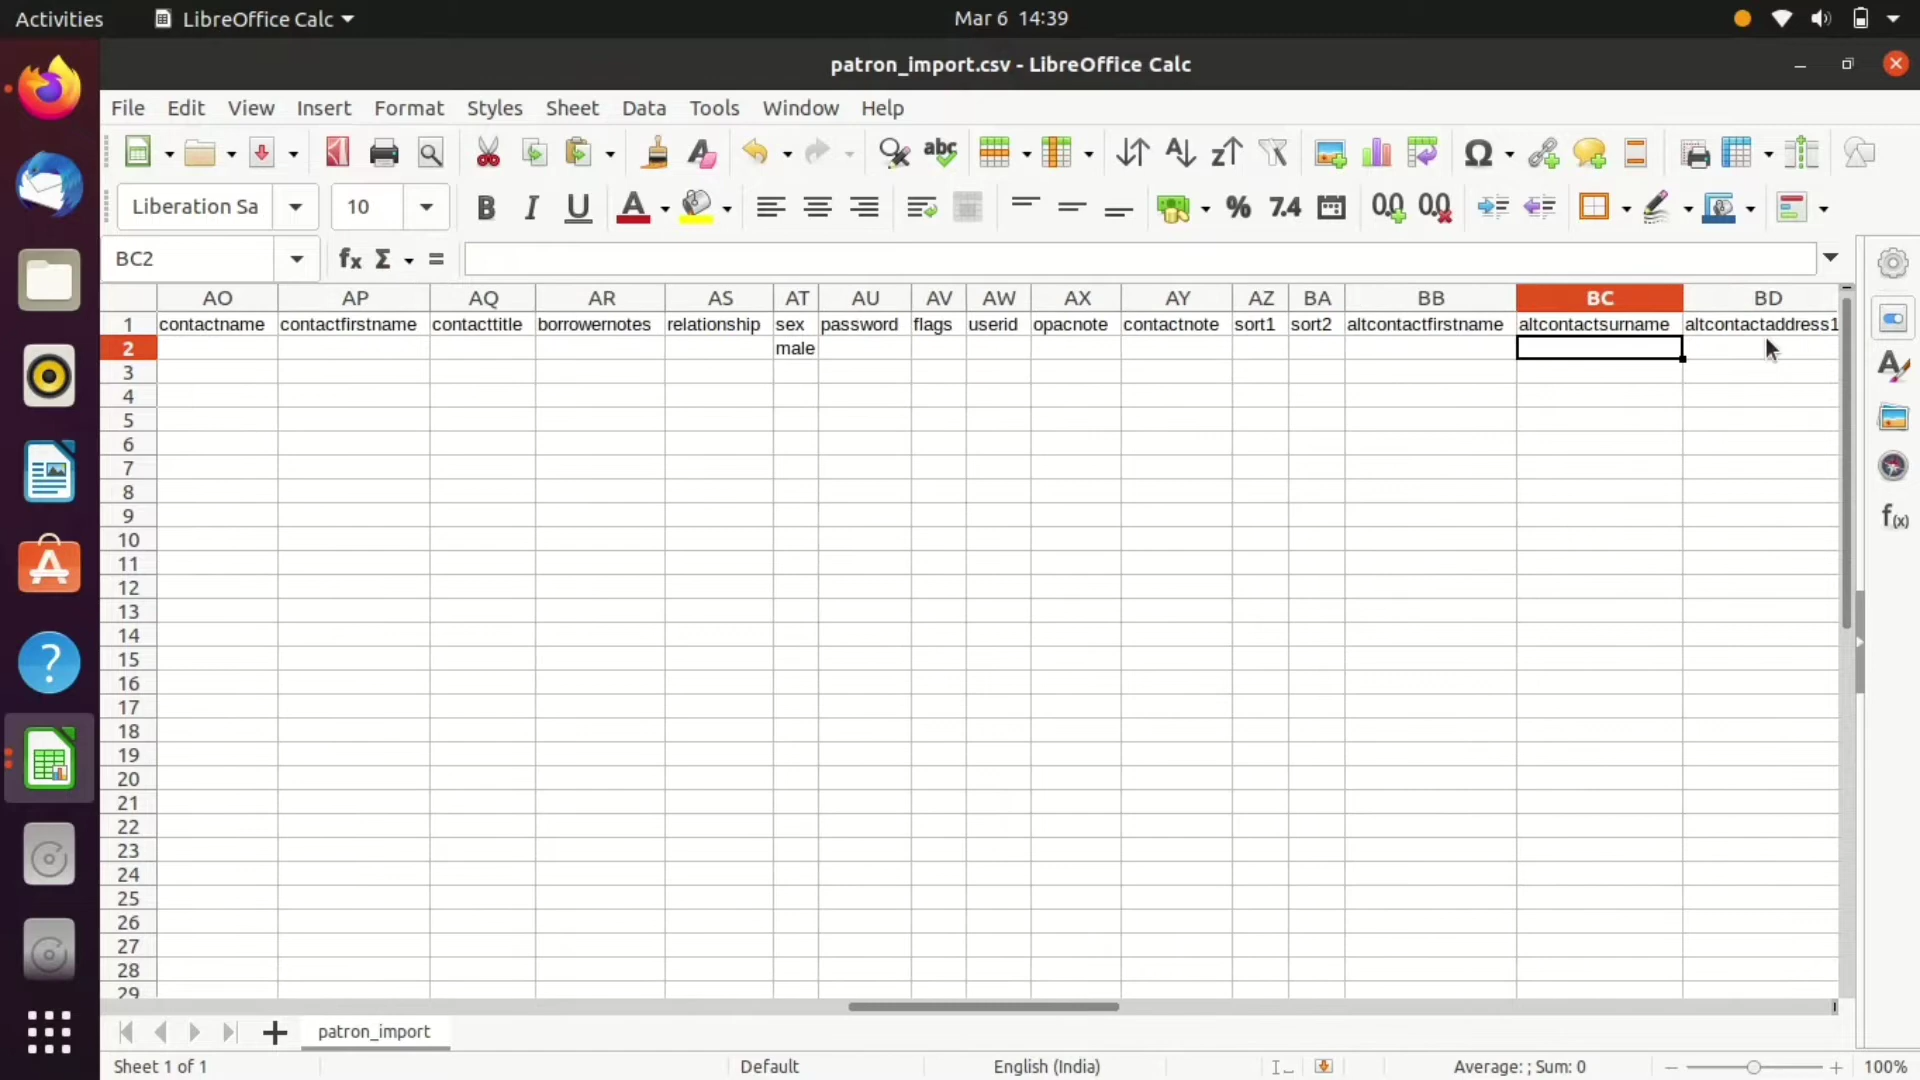 Activities LibreOffice Calc Mar 6 14:39
patron_import.csv - LibreOffice Calc
File Edit View Insert Format Styles Sheet Data Tools Window Help
Liberation Sa 10
BC2
AO AP AQ AR AS AT AU AV AW AX AY AZ BA BB BC BD
1 contactname contactfirstname contacttitle borrowernotes relationship sex password flags userid opacnote contactnote sort1 sort2 altcontactfirstname altcontactsurname altcontactaddress1
2 male
3
4
5
6
7
8
9
10
11
12
13
14
15
16
17
18
19
20
21
22
23
24
25
26
27
28
29
patron_import
Sheet 1 of 1 Default English (India) Average: ; Sum: 0 100%